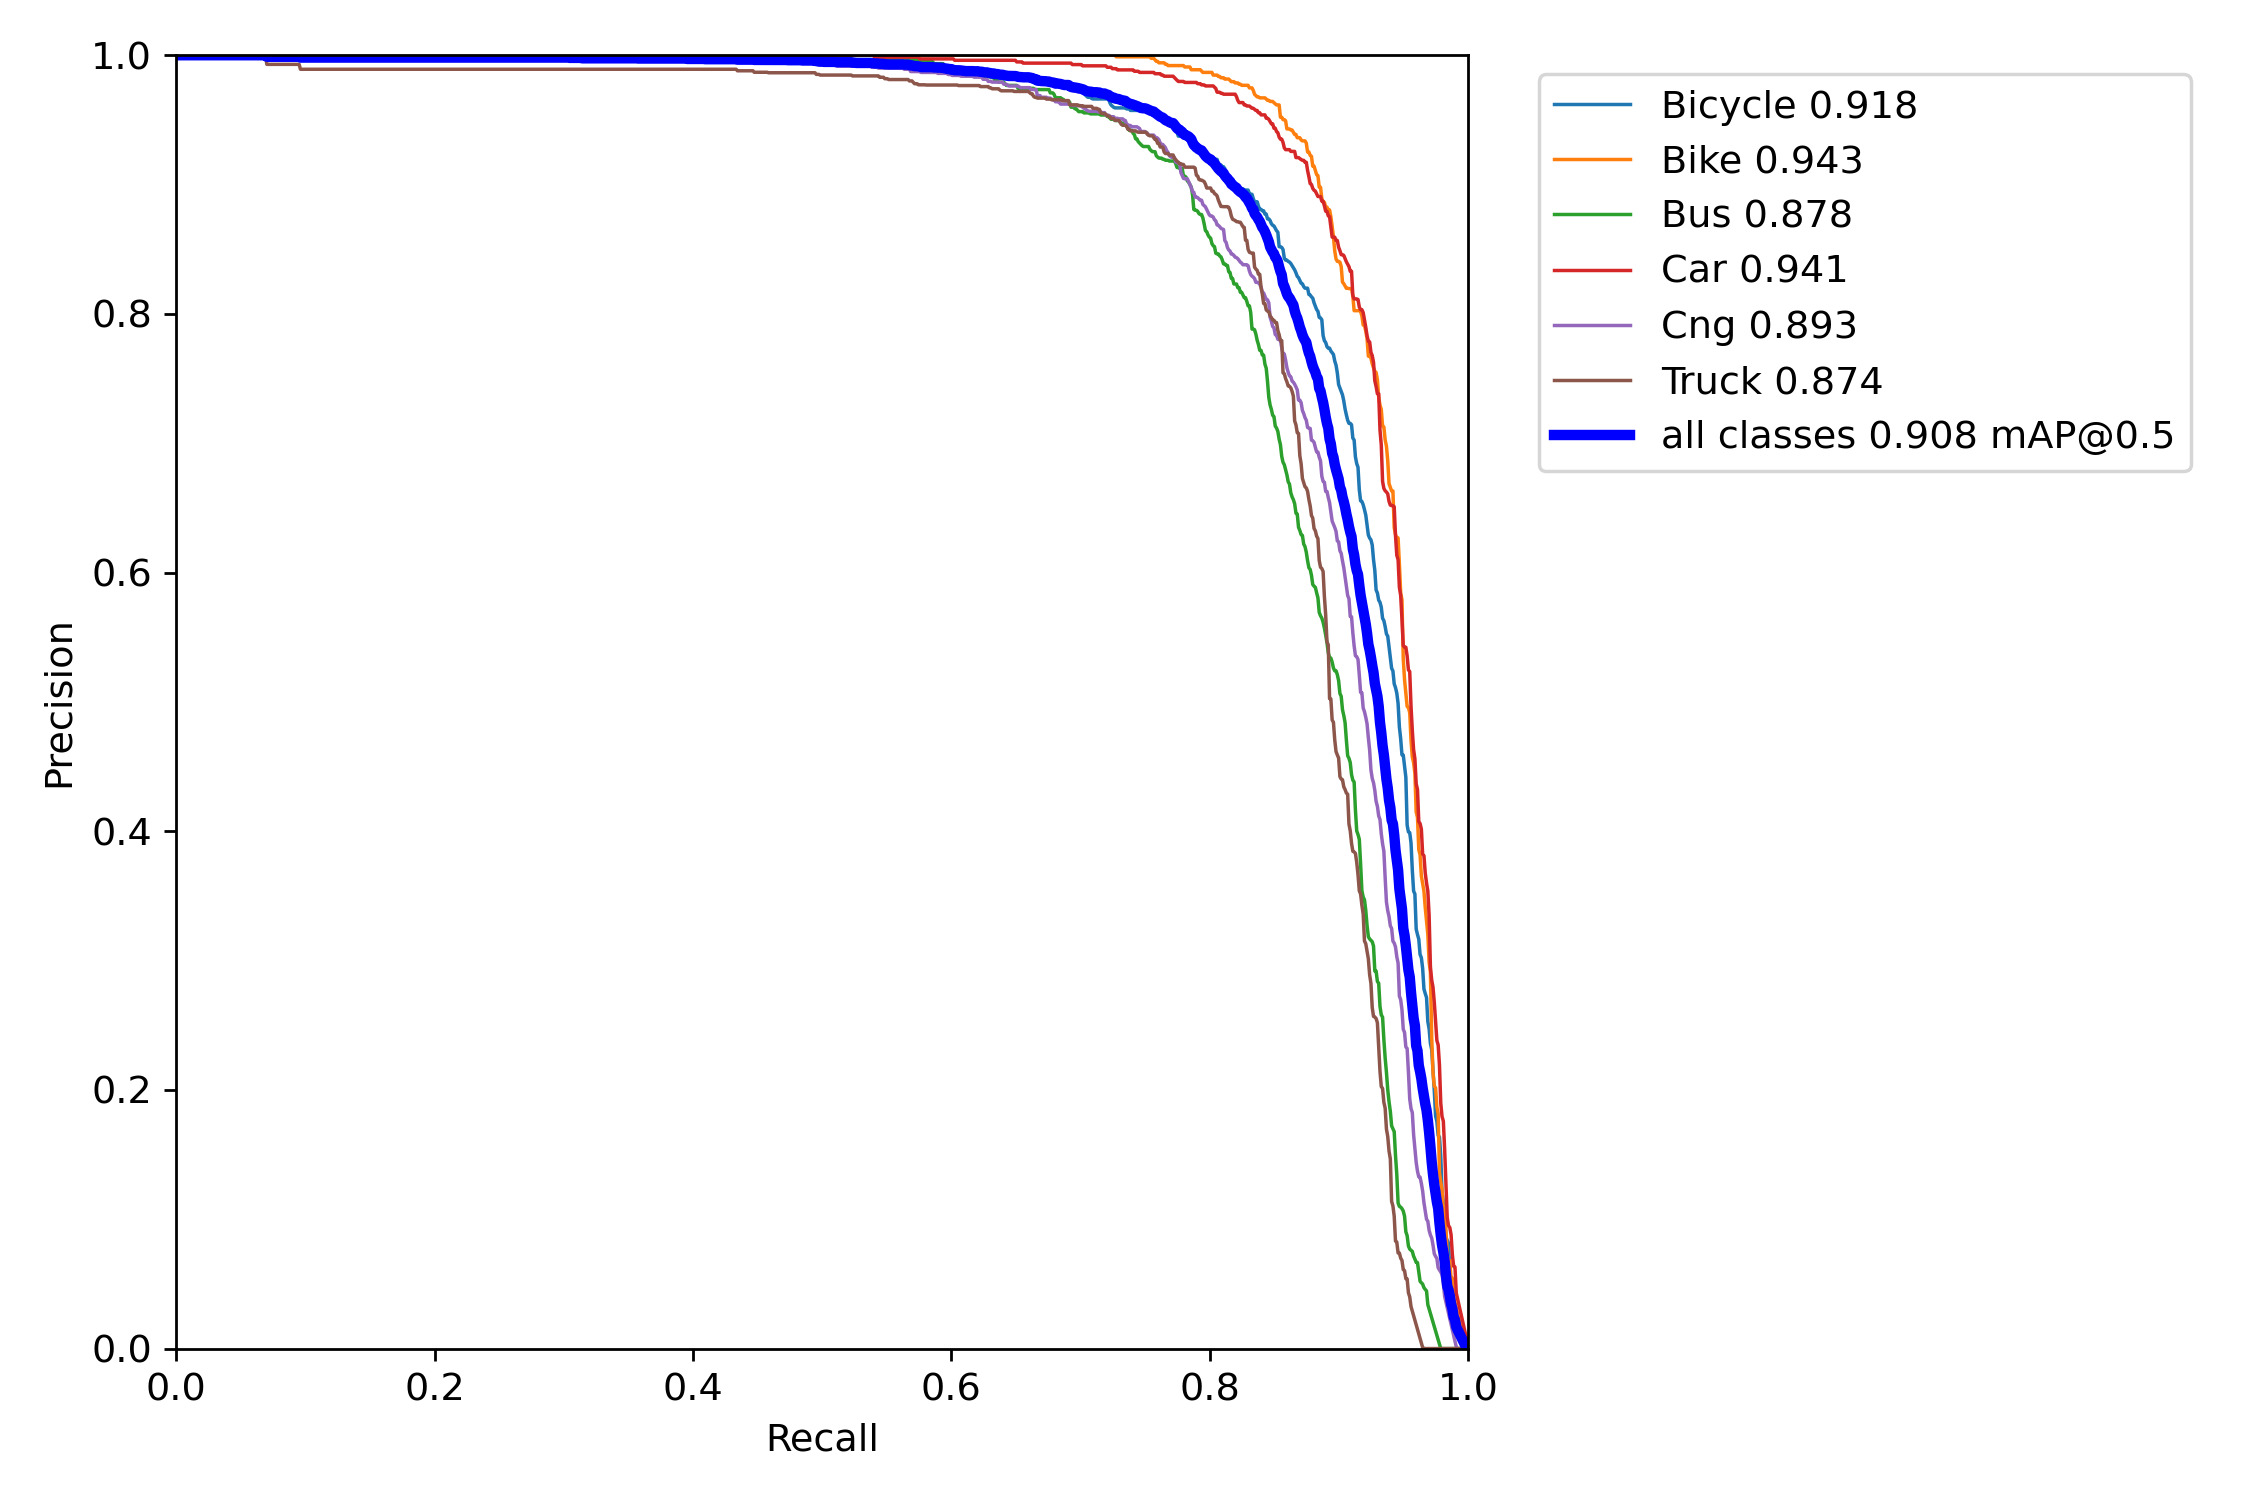 1.0
0.8
0.6
0.4
0.2
0.0
Precision
0.0 0.2 0.4 0.6 0.8 1.0
Recall
Bicycle 0.918
Bike 0.943
Bus 0.878
Car 0.941
Cng 0.893
Truck 0.874
all classes 0.908 mAP@0.5